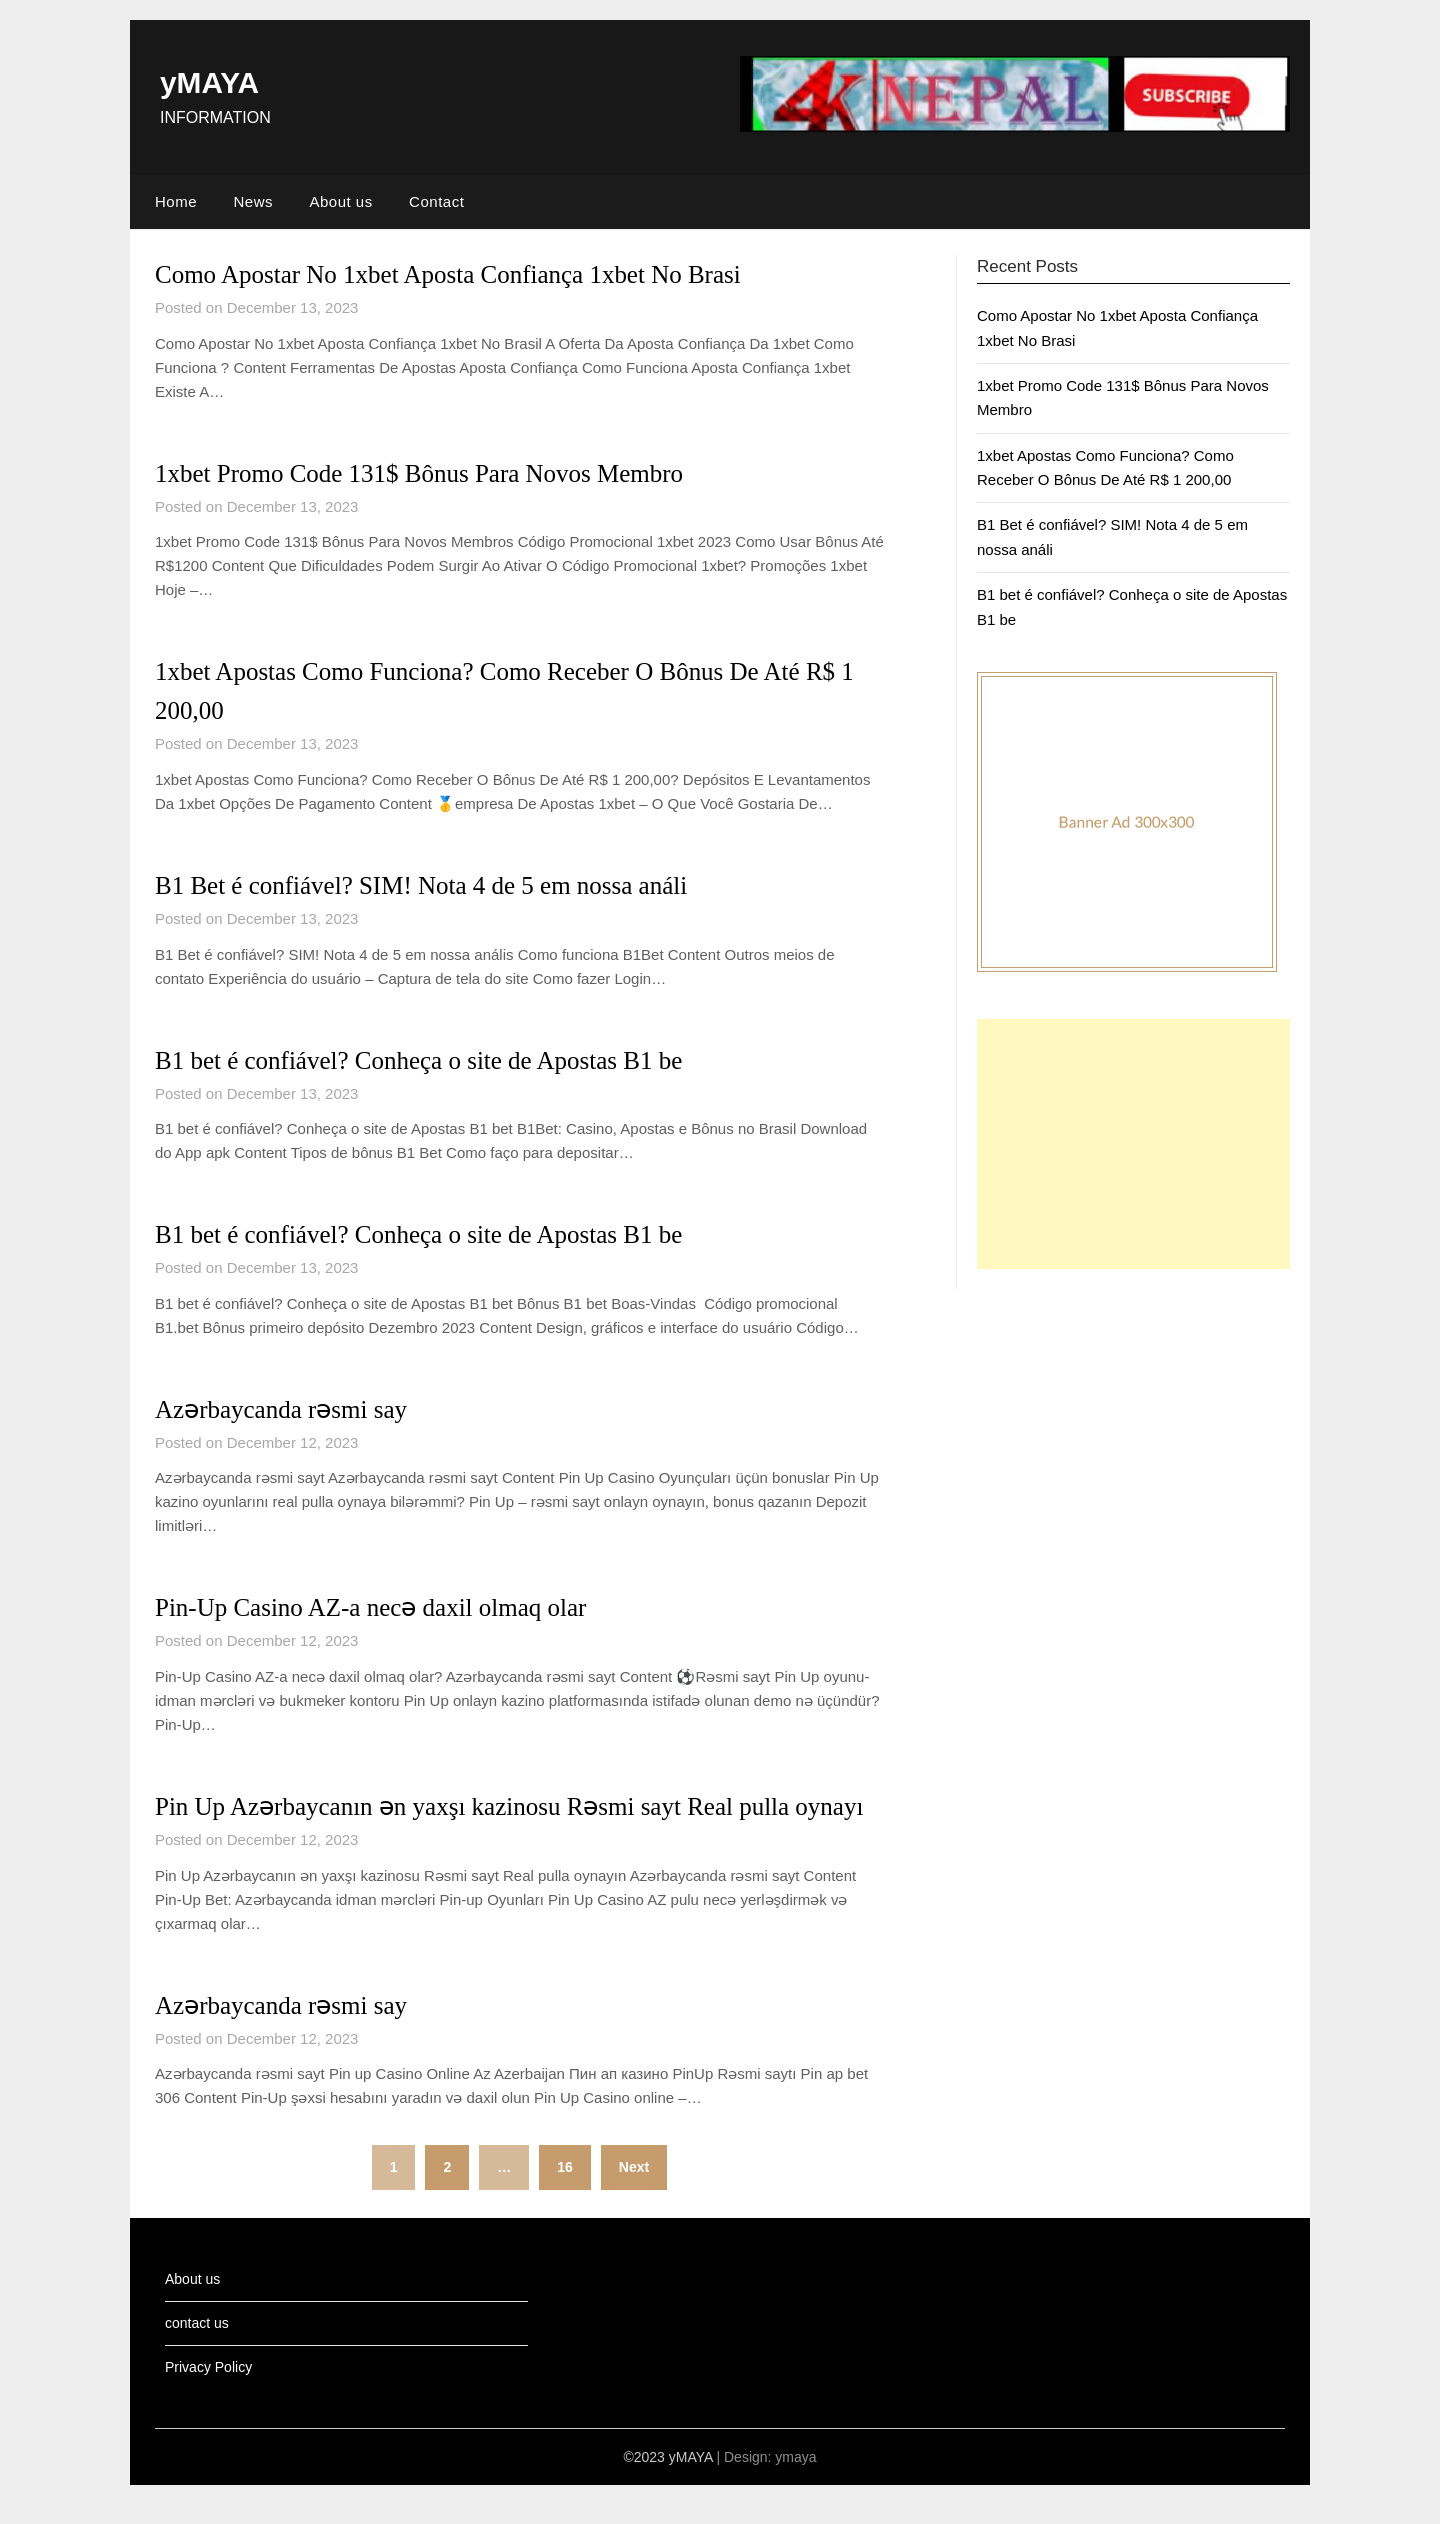 yMAYA
INFORMATION
4K NEPAL
SUBSCRIBE
Home News About us Contact
Como Apostar No 1xbet Aposta Confiança 1xbet No Brasi
Posted on December 13, 2023
Como Apostar No 1xbet Aposta Confiança 1xbet No Brasil A Oferta Da Aposta Confiança Da 1xbet Como
Funciona ? Content Ferramentas De Apostas Aposta Confiança Como Funciona Aposta Confiança 1xbet
Existe A…
1xbet Promo Code 131$ Bônus Para Novos Membro
Posted on December 13, 2023
1xbet Promo Code 131$ Bônus Para Novos Membros Código Promocional 1xbet 2023 Como Usar Bônus Até
R$1200 Content Que Dificuldades Podem Surgir Ao Ativar O Código Promocional 1xbet? Promoções 1xbet
Hoje –…
1xbet Apostas Como Funciona? Como Receber O Bônus De Até R$ 1
200,00
Posted on December 13, 2023
1xbet Apostas Como Funciona? Como Receber O Bônus De Até R$ 1 200,00? Depósitos E Levantamentos
Da 1xbet Opções De Pagamento Content 🥇empresa De Apostas 1xbet – O Que Você Gostaria De…
B1 Bet é confiável? SIM! Nota 4 de 5 em nossa análi
Posted on December 13, 2023
B1 Bet é confiável? SIM! Nota 4 de 5 em nossa anális Como funciona B1Bet Content Outros meios de
contato Experiência do usuário – Captura de tela do site Como fazer Login…
B1 bet é confiável? Conheça o site de Apostas B1 be
Posted on December 13, 2023
B1 bet é confiável? Conheça o site de Apostas B1 bet B1Bet: Casino, Apostas e Bônus no Brasil Download
do App apk Content Tipos de bônus B1 Bet Como faço para depositar…
B1 bet é confiável? Conheça o site de Apostas B1 be
Posted on December 13, 2023
B1 bet é confiável? Conheça o site de Apostas B1 bet Bônus B1 bet Boas-Vindas  Código promocional
B1.bet Bônus primeiro depósito Dezembro 2023 Content Design, gráficos e interface do usuário Código…
Azərbaycanda rəsmi say
Posted on December 12, 2023
Azərbaycanda rəsmi sayt Azərbaycanda rəsmi sayt Content Pin Up Casino Oyunçuları üçün bonuslar Pin Up
kazino oyunlarını real pulla oynaya bilərəmmi? Pin Up – rəsmi sayt onlayn oynayın, bonus qazanın Depozit
limitləri…
Pin-Up Casino AZ-a necə daxil olmaq olar
Posted on December 12, 2023
Pin-Up Casino AZ-a necə daxil olmaq olar? Azərbaycanda rəsmi sayt Content ⚽Rəsmi sayt Pin Up oyunu-
idman mərcləri və bukmeker kontoru Pin Up onlayn kazino platformasında istifadə olunan demo nə üçündür?
Pin-Up…
Pin Up Azərbaycanın ən yaxşı kazinosu Rəsmi sayt Real pulla oynayı
Posted on December 12, 2023
Pin Up Azərbaycanın ən yaxşı kazinosu Rəsmi sayt Real pulla oynayın Azərbaycanda rəsmi sayt Content
Pin-Up Bet: Azərbaycanda idman mərcləri Pin-up Oyunları Pin Up Casino AZ pulu necə yerləşdirmək və
çıxarmaq olar…
Azərbaycanda rəsmi say
Posted on December 12, 2023
Azərbaycanda rəsmi sayt Pin up Casino Online Az Azerbaijan Пин ап казино PinUp Rəsmi saytı Pin ap bet
306 Content Pin-Up şəxsi hesabını yaradın və daxil olun Pin Up Casino online –…
1 2 … 16 Next
Recent Posts
Como Apostar No 1xbet Aposta Confiança
1xbet No Brasi
1xbet Promo Code 131$ Bônus Para Novos
Membro
1xbet Apostas Como Funciona? Como
Receber O Bônus De Até R$ 1 200,00
B1 Bet é confiável? SIM! Nota 4 de 5 em
nossa análi
B1 bet é confiável? Conheça o site de Apostas
B1 be
Banner Ad 300x300
About us
contact us
Privacy Policy
©2023 yMAYA | Design: ymaya